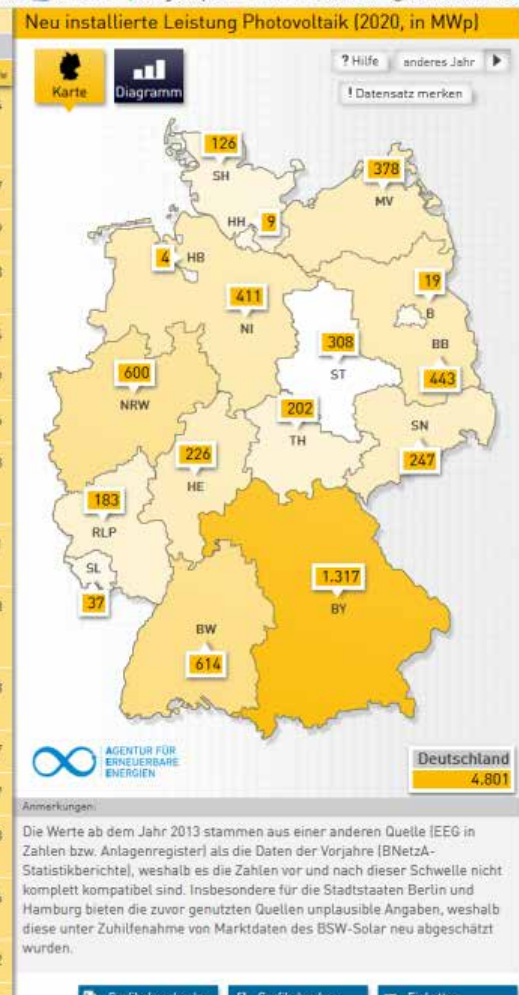 Neu installierte Leistung Photovoltaik (2020, in MWp)
Karte
Diagramm
? Hilfe
anderes Jahr
! Datensatz merken
126
SH
378
MV
HH
9
4
HB
19
B
411
NI
BB
308
ST
443
600
NRW
202
TH
SN
247
226
HE
183
RLP
SL
37
1.317
BY
BW
614
AGENTUR FÜR
ERNEUERBARE
ENERGIEN
Deutschland
4.801
Anmerkungen:
Die Werte ab dem Jahr 2013 stammen aus einer anderen Quelle (EEG in
Zahlen bzw. Anlagenregister) als die Daten der Vorjahre (BNetzA-
Statistikberichte), weshalb es die Zahlen vor und nach dieser Schwelle nicht
komplett kompatibel sind. Insbesondere für die Stadtstaaten Berlin und
Hamburg bieten die zuvor genutzten Quellen unplausible Angaben, weshalb
diese unter Zuhilfenahme von Marktdaten des BSW-Solar neu abgeschätzt
wurden.